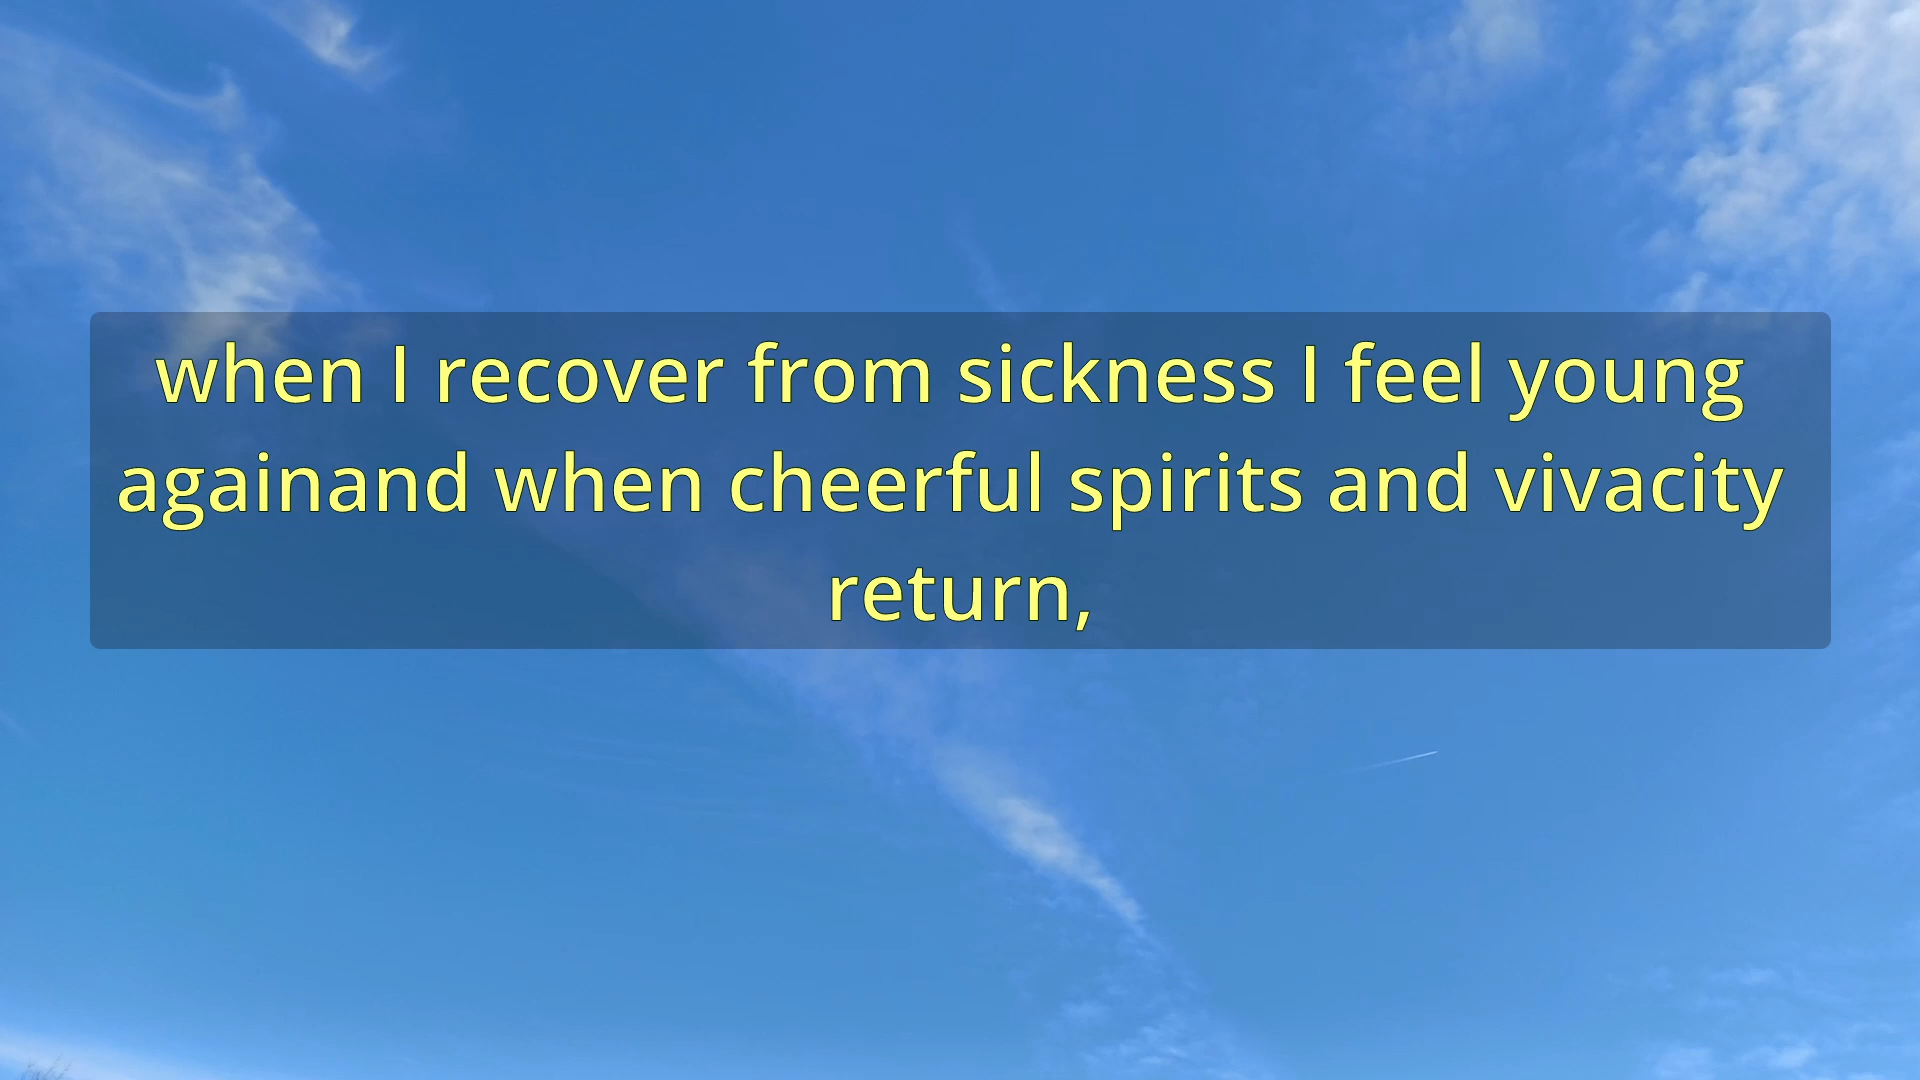 when I recover from sickness I feel young
againand when cheerful spirits and vivacity
return,